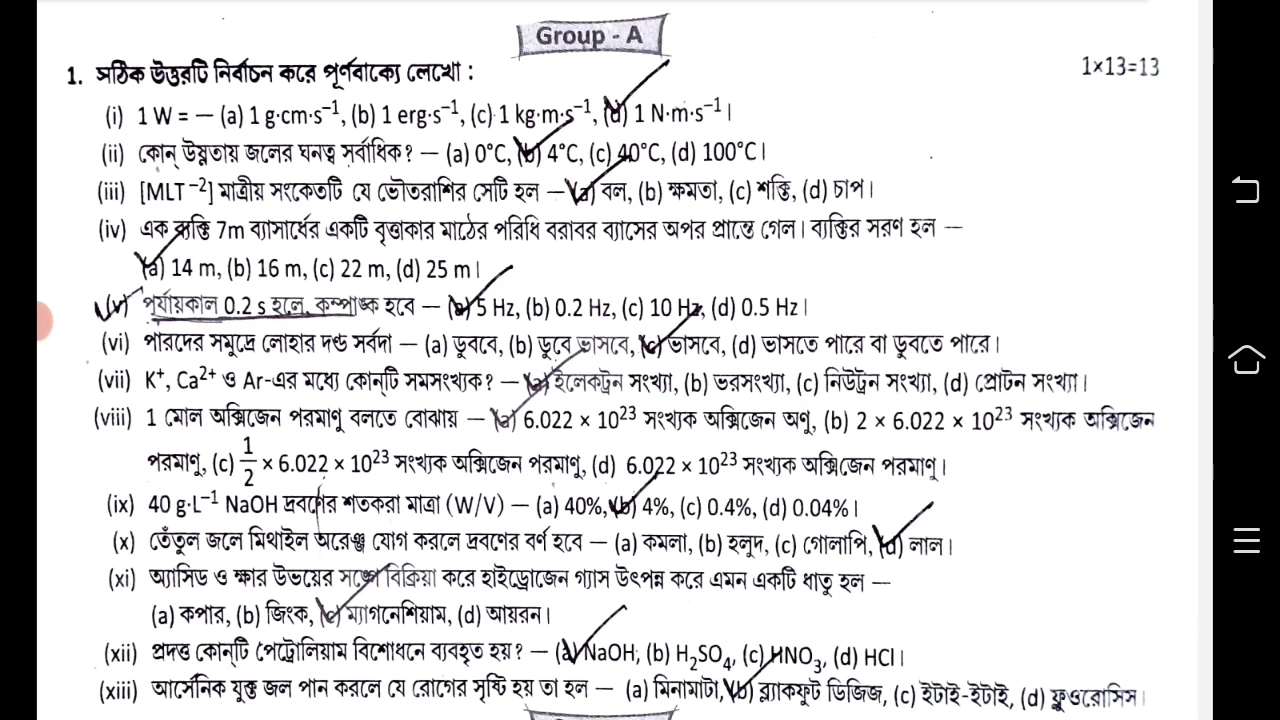 Group - A
1. সঠিক উত্তরটি নির্বাচন করে পূর্ণবাক্যে লেখো : 1×13=13
(i) 1 W = — (a) 1 g·cm·s⁻¹, (b) 1 erg·s⁻¹, (c) 1 kg·m·s⁻¹, (d) 1 N·m·s⁻¹।
(ii) কোন্ উষ্ণতায় জলের ঘনত্ব সর্বাধিক? — (a) 0°C, (b) 4°C, (c) 40°C, (d) 100°C।
(iii) [MLT⁻²] মাত্রীয় সংকেতটি যে ভৌতরাশির সেটি হল — (a) বল, (b) ক্ষমতা, (c) শক্তি, (d) চাপ।
(iv) এক ব্যক্তি 7m ব্যাসার্ধের একটি বৃত্তাকার মাঠের পরিধি বরাবর ব্যাসের অপর প্রান্তে গেল। ব্যক্তির সরণ হল —
(a) 14 m, (b) 16 m, (c) 22 m, (d) 25 m।
(v) পর্যায়কাল 0.2 s হলে, কম্পাঙ্ক হবে — (a) 5 Hz, (b) 0.2 Hz, (c) 10 Hz, (d) 0.5 Hz।
(vi) পারদের সমুদ্রে লোহার দণ্ড সর্বদা — (a) ডুববে, (b) ডুবে ভাসবে, (c) ভাসবে, (d) ভাসতে পারে বা ডুবতে পারে।
(vii) K⁺, Ca²⁺ ও Ar-এর মধ্যে কোন্‌টি সমসংখ্যক? — (a) ইলেকট্রন সংখ্যা, (b) ভরসংখ্যা, (c) নিউট্রন সংখ্যা, (d) প্রোটন সংখ্যা।
(viii) 1 মোল অক্সিজেন পরমাণু বলতে বোঝায় — (a) 6.022 × 10²³ সংখ্যক অক্সিজেন অণু, (b) 2 × 6.022 × 10²³ সংখ্যক অক্সিজেন
পরমাণু, (c) 1/2 × 6.022 × 10²³ সংখ্যক অক্সিজেন পরমাণু, (d) 6.022 × 10²³ সংখ্যক অক্সিজেন পরমাণু।
(ix) 40 g·L⁻¹ NaOH দ্রবণের শতকরা মাত্রা (W/V) — (a) 40%, (b) 4%, (c) 0.4%, (d) 0.04%।
(x) তেঁতুল জলে মিথাইল অরেঞ্জ যোগ করলে দ্রবণের বর্ণ হবে — (a) কমলা, (b) হলুদ, (c) গোলাপি, (d) লাল।
(xi) অ্যাসিড ও ক্ষার উভয়ের সঙ্গে বিক্রিয়া করে হাইড্রোজেন গ্যাস উৎপন্ন করে এমন একটি ধাতু হল —
(a) কপার, (b) জিংক, (c) ম্যাগনেশিয়াম, (d) আয়রন।
(xii) প্রদত্ত কোন্‌টি পেট্রোলিয়াম বিশোধনে ব্যবহৃত হয়? — (a) NaOH, (b) H₂SO₄, (c) HNO₃, (d) HCl।
(xiii) আর্সেনিক যুক্ত জল পান করলে যে রোগের সৃষ্টি হয় তা হল — (a) মিনামাটা, (b) ব্ল্যাকফুট ডিজিজ, (c) ইটাই-ইটাই, (d) ফ্লুওরোসিস।